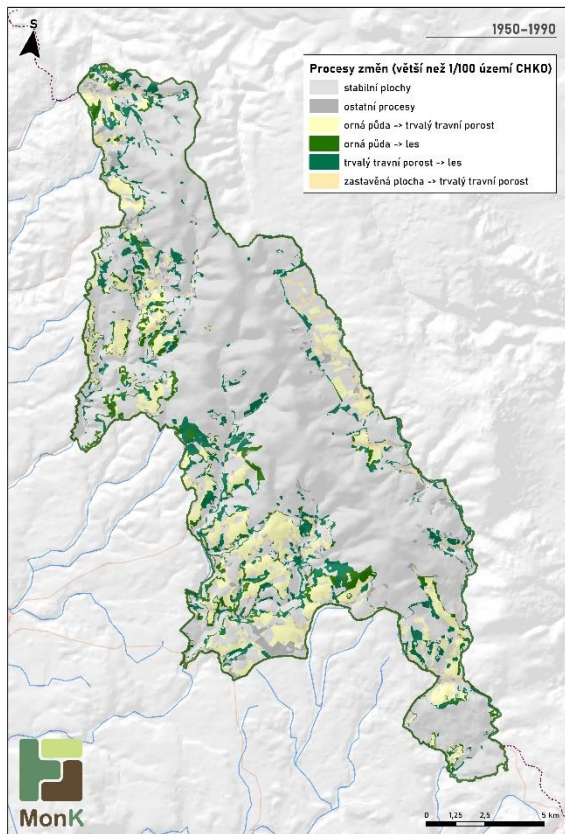 1950–1990
S
Procesy změn (větší než 1/100 území CHKO)
stabilní plochy
ostatní procesy
orná půda -> trvalý travní porost
orná půda -> les
trvalý travní porost -> les
zastavěná plocha -> trvalý travní porost
MonK
0 1,25 2,5 5 km